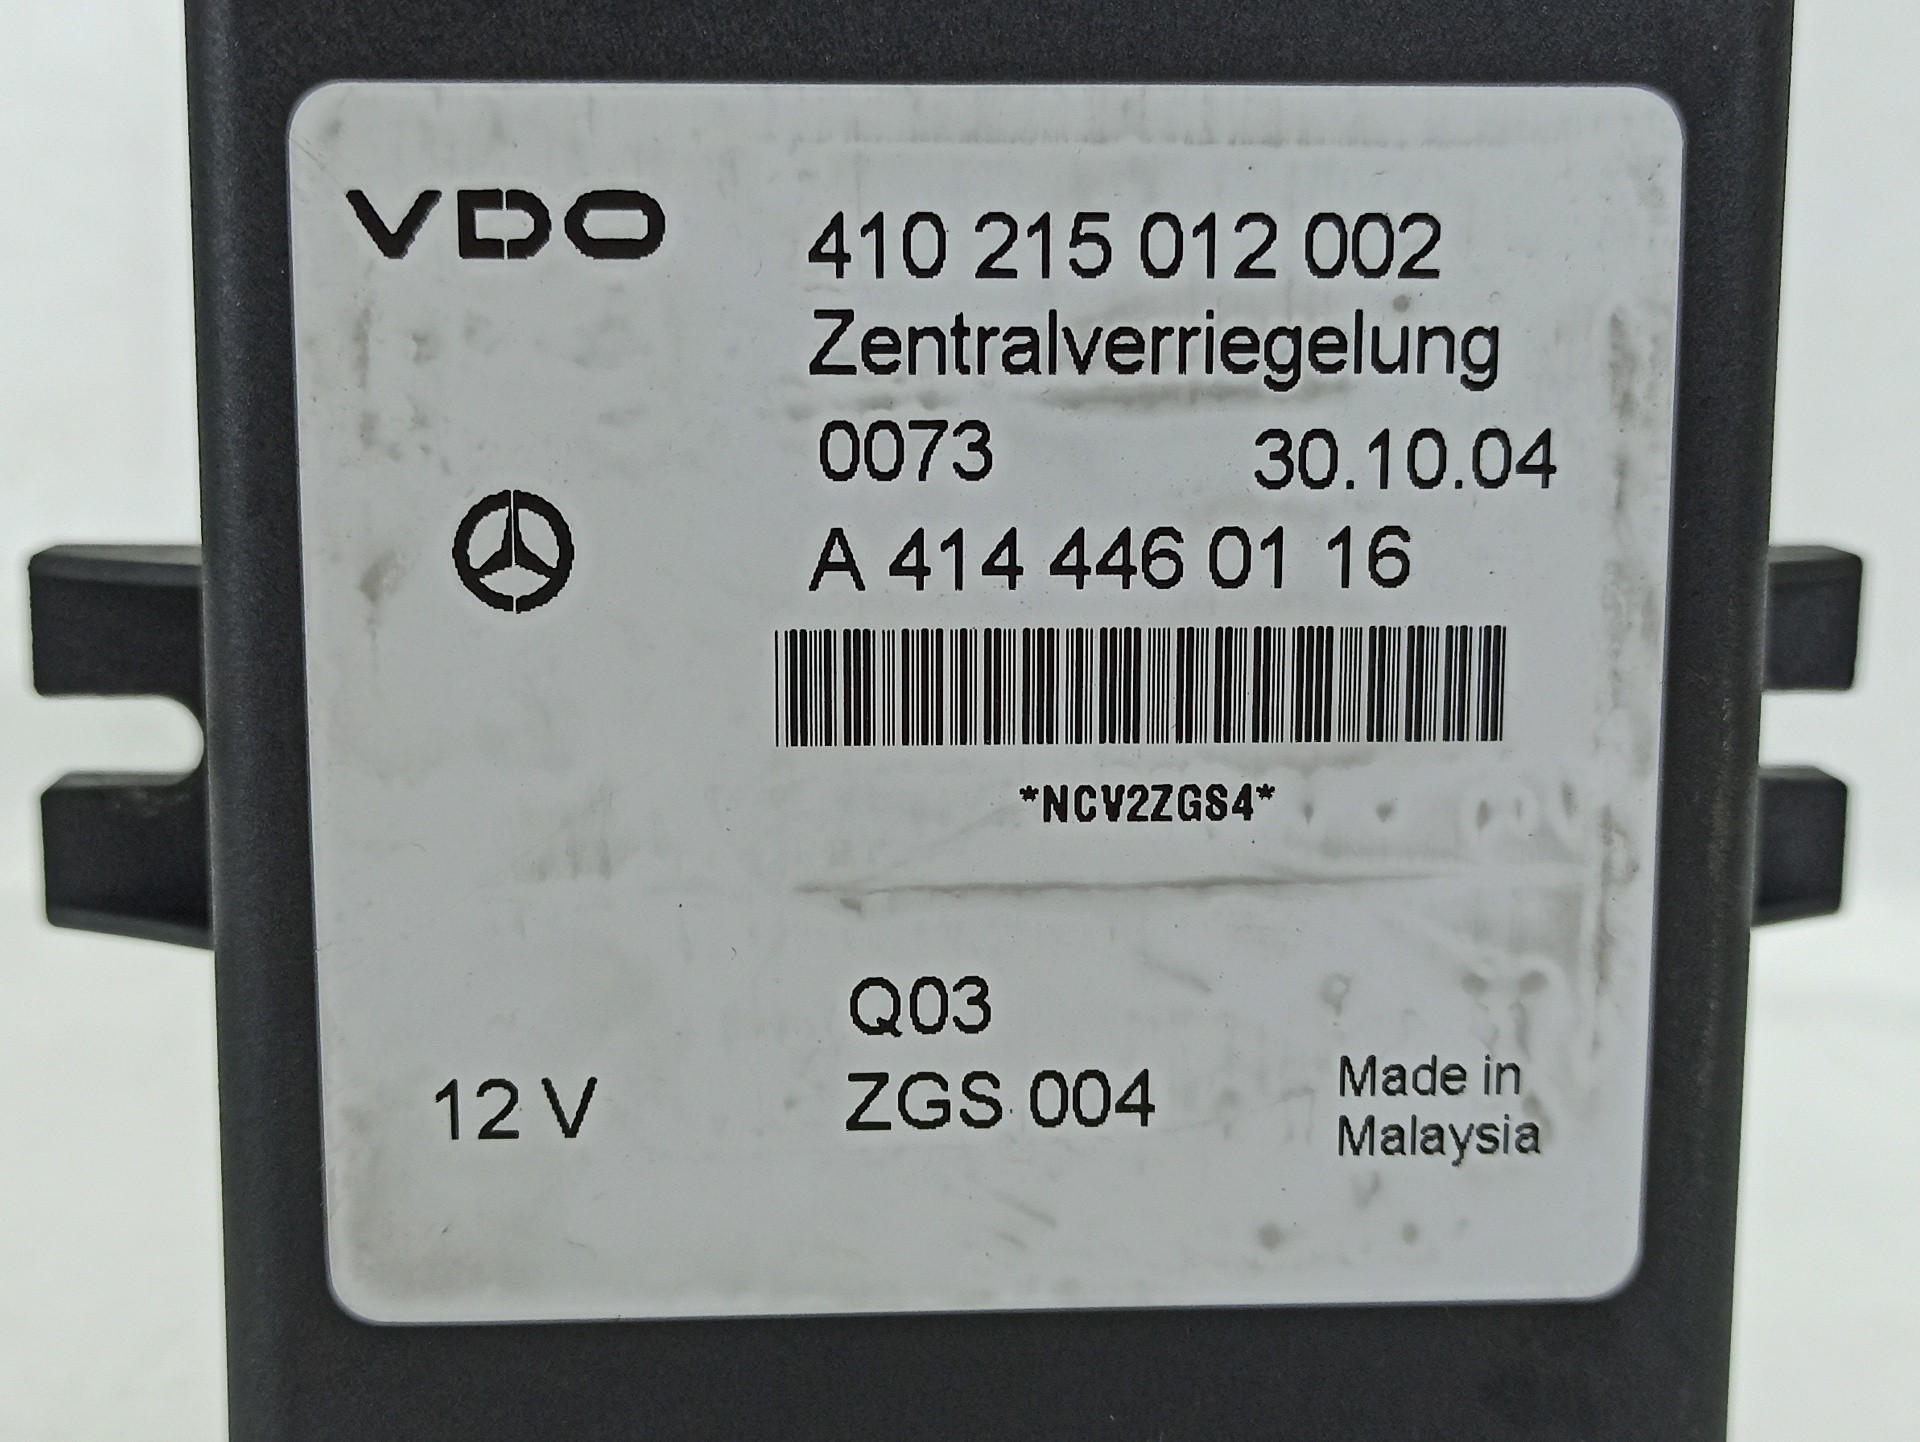 VDO
410 215 012 002
Zentralverriegelung
0073 30.10.04
A 414 446 01 16
*NCV2ZGS4*
Q03
12 V ZGS 004
Made in
Malaysia